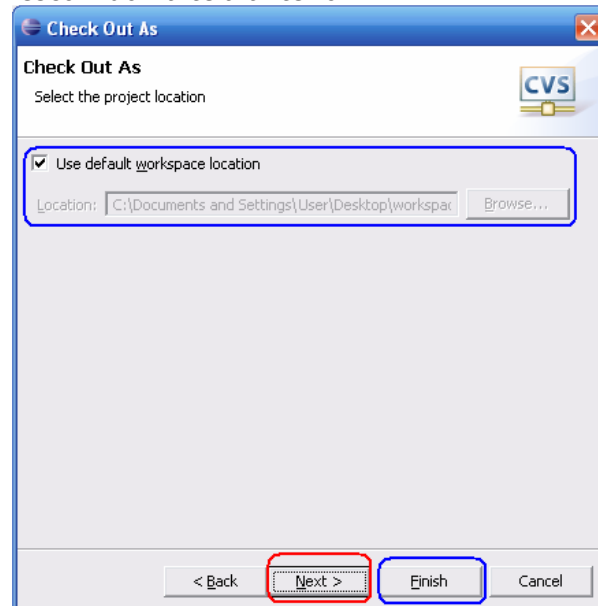 Check Out As
Check Out As
Select the project location
CVS
Use default workspace location
Location: C:\Documents and Settings\User\Desktop\workspac Browse...
< Back Next > Finish Cancel